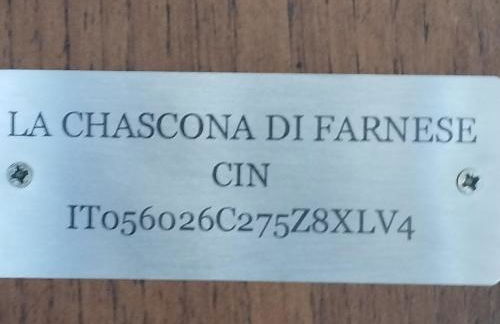 LA CHASCONA DI FARNESE
CIN
IT056026C275Z8XLV4